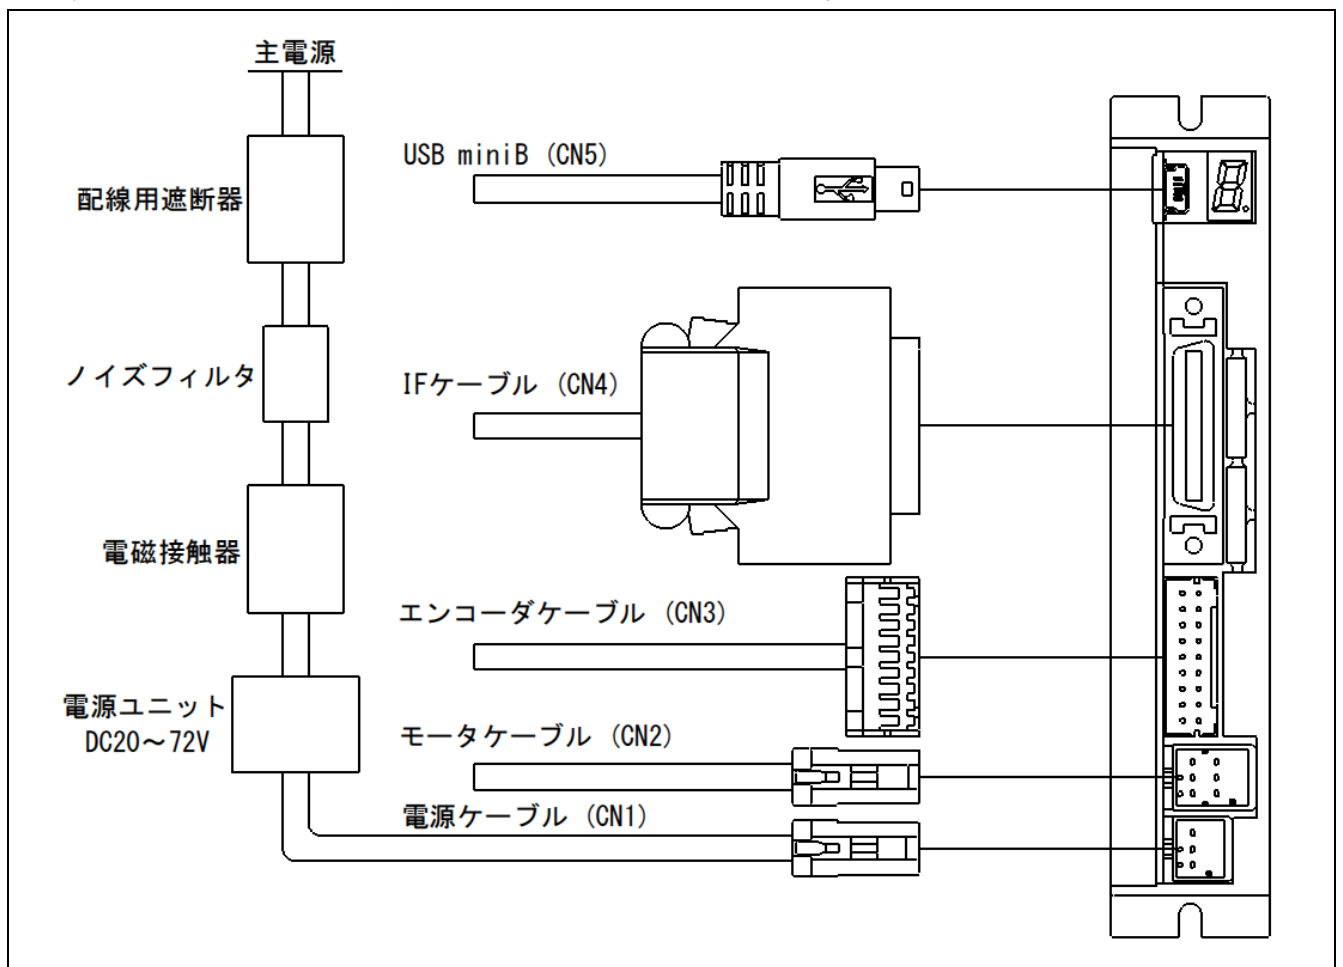 主電源
配線用遮断器
ノイズフィルタ
電磁接触器
電源ユニット
DC20～72V
USB miniB (CN5)
IFケーブル (CN4)
エンコーダケーブル (CN3)
モータケーブル (CN2)
電源ケーブル (CN1)